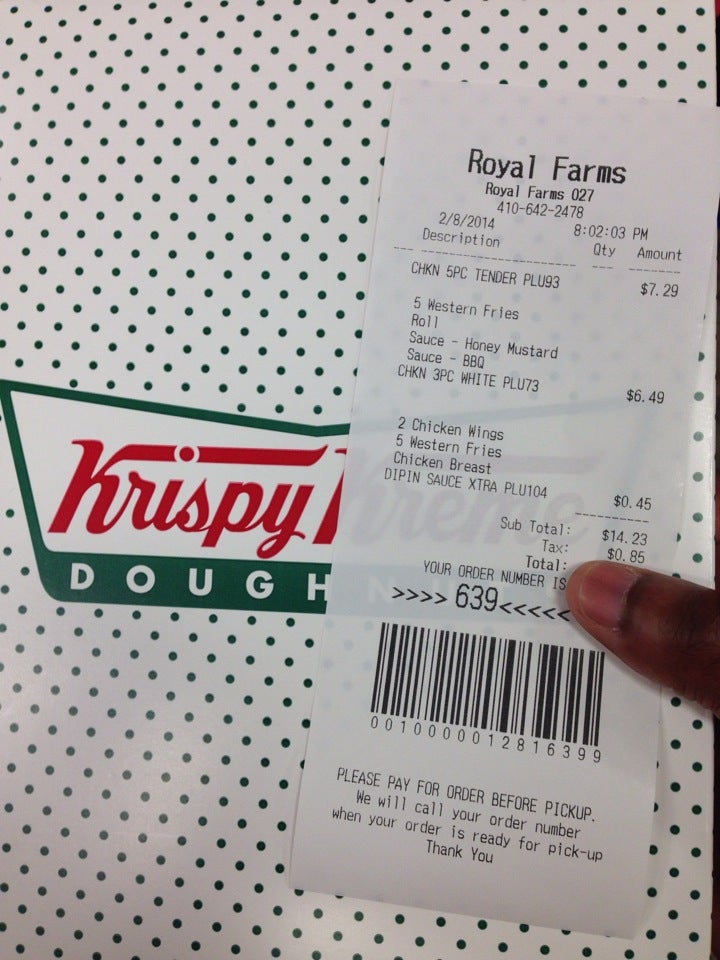 Royal Farms
Royal Farms 027
410-642-2478
2/8/2014 8:02:03 PM
Description Qty Amount
CHKN 5PC TENDER PLU93 $7.29
5 Western Fries
Roll
Sauce - Honey Mustard
Sauce - BBQ
CHKN 3PC WHITE PLU73 $6.49
2 Chicken Wings
5 Western Fries
Chicken Breast
DIPIN SAUCE XTRA PLU104 $0.45
Sub Total: $14.23
Tax: $0.85
Total:
YOUR ORDER NUMBER IS
>>>> 639<<<<<
00100000012816399
PLEASE PAY FOR ORDER BEFORE PICKUP.
We will call your order number
when your order is ready for pick-up
Thank You
Krispy Kreme
DOUGHNU